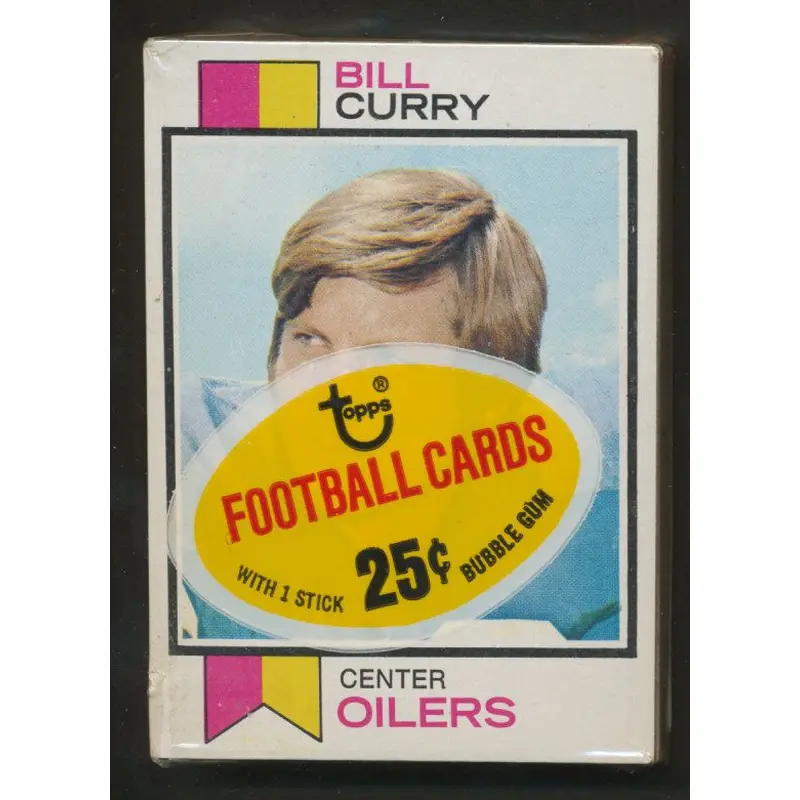 BILL
CURRY
topps®
FOOTBALL CARDS
WITH 1 STICK 25¢ BUBBLE GUM
CENTER
OILERS